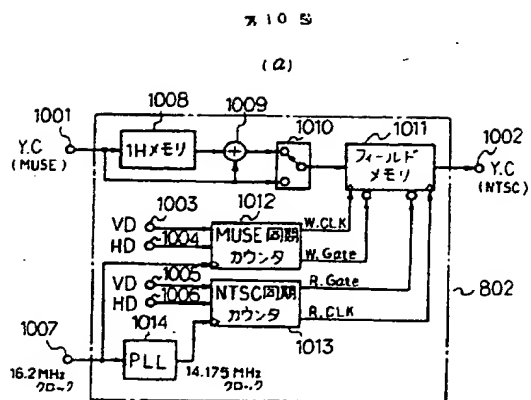 オ10図
(a)
1001
1008
1009
1010
1011
1002
Y.C
(MUSE)
1Hメモリ
フィールド
メモリ
Y.C
(NTSC)
1003
1012
W.CLK
VD
HD
1004
MUSE同期
カウンタ
W.Gate
1005
VD
HD
1006
NTSC同期
カウンタ
R.Gate
R.CLK
802
1007
1014
1013
PLL
16.2MHz
クロック
14.175MHz
クロック